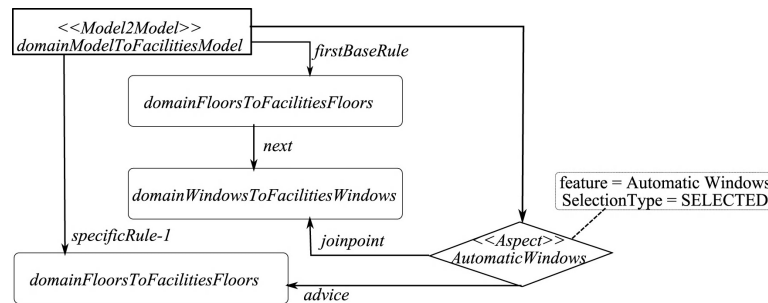 <<Model2Model>>
domainModelToFacilitiesModel
firstBaseRule
domainFloorsToFacilitiesFloors
next
domainWindowsToFacilitiesWindows
feature = Automatic Windows
SelectionType = SELECTED
specificRule-1
joinpoint
<<Aspect>>
AutomaticWindows
domainFloorsToFacilitiesFloors
advice